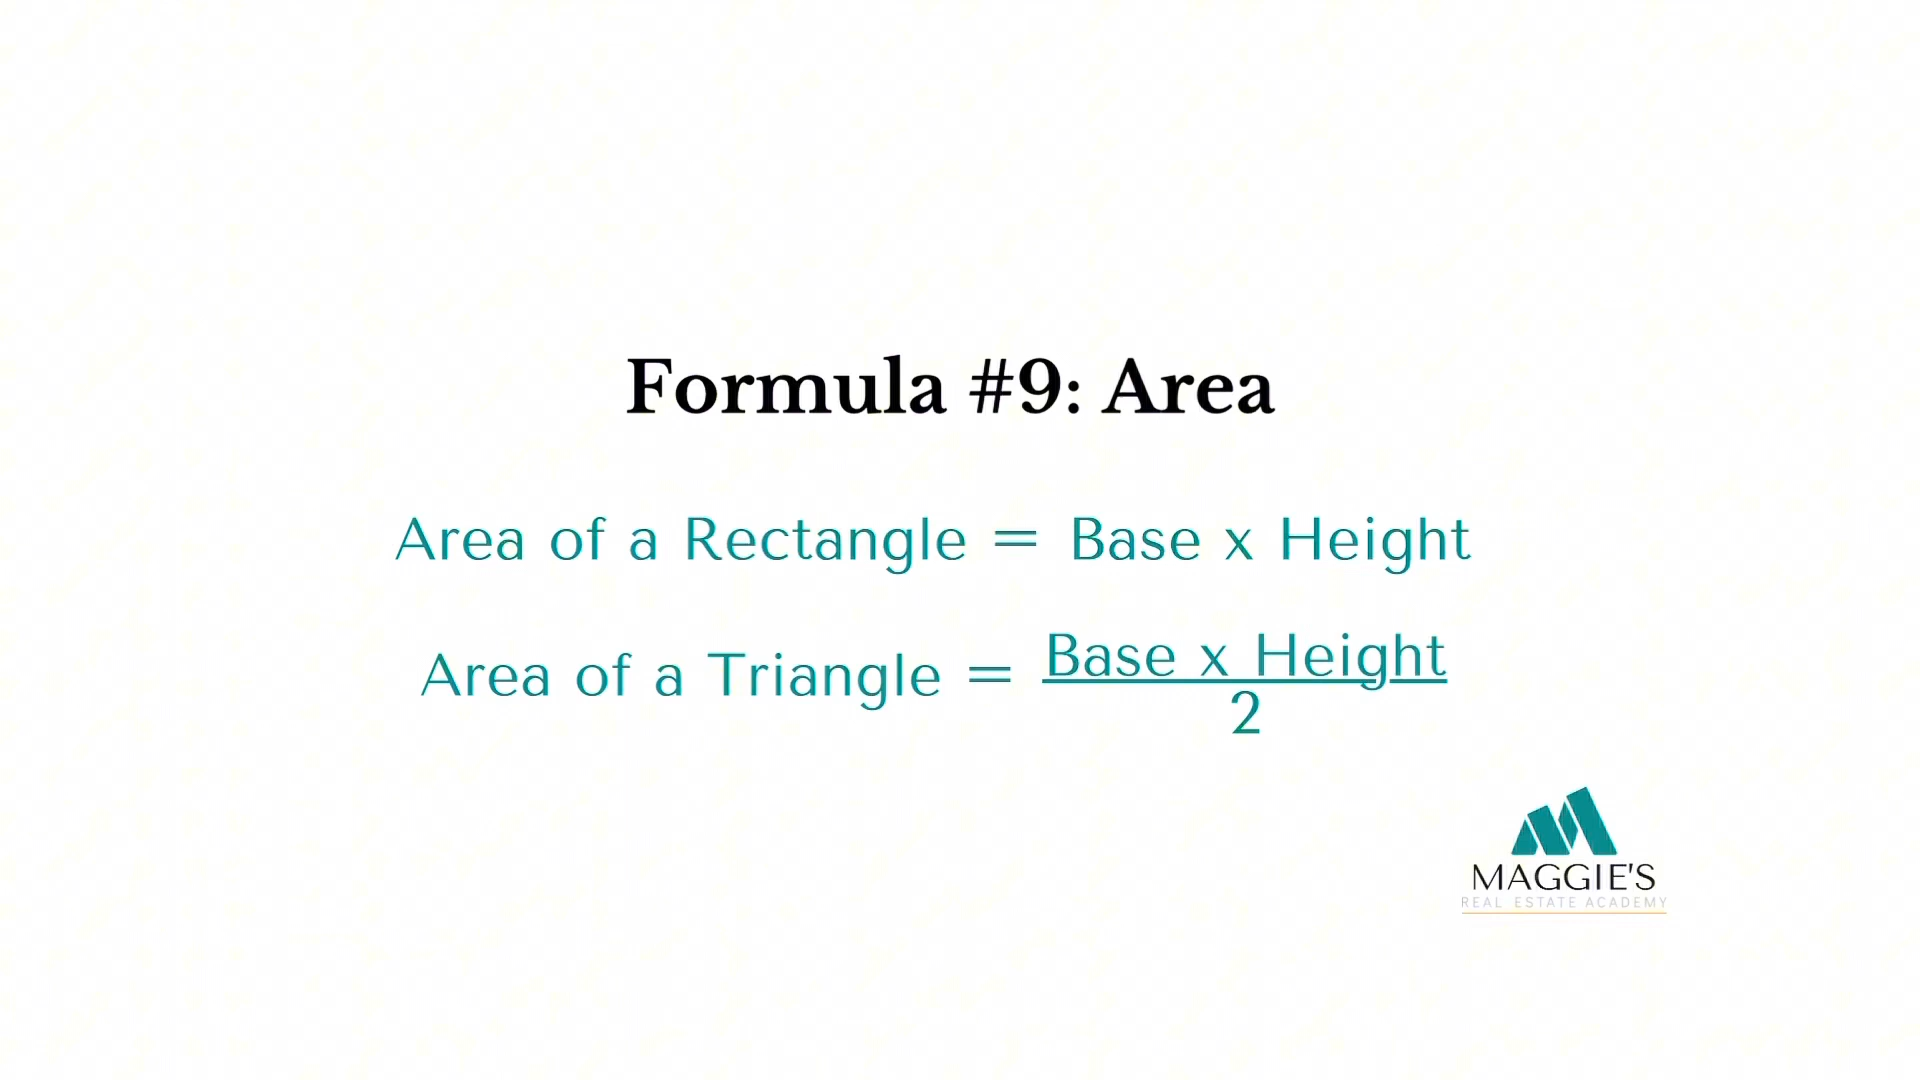 Formula #9: Area
Area of a Rectangle = Base x Height
Area of a Triangle = Base x Height
2
MAGGIE'S
REAL ESTATE ACADEMY